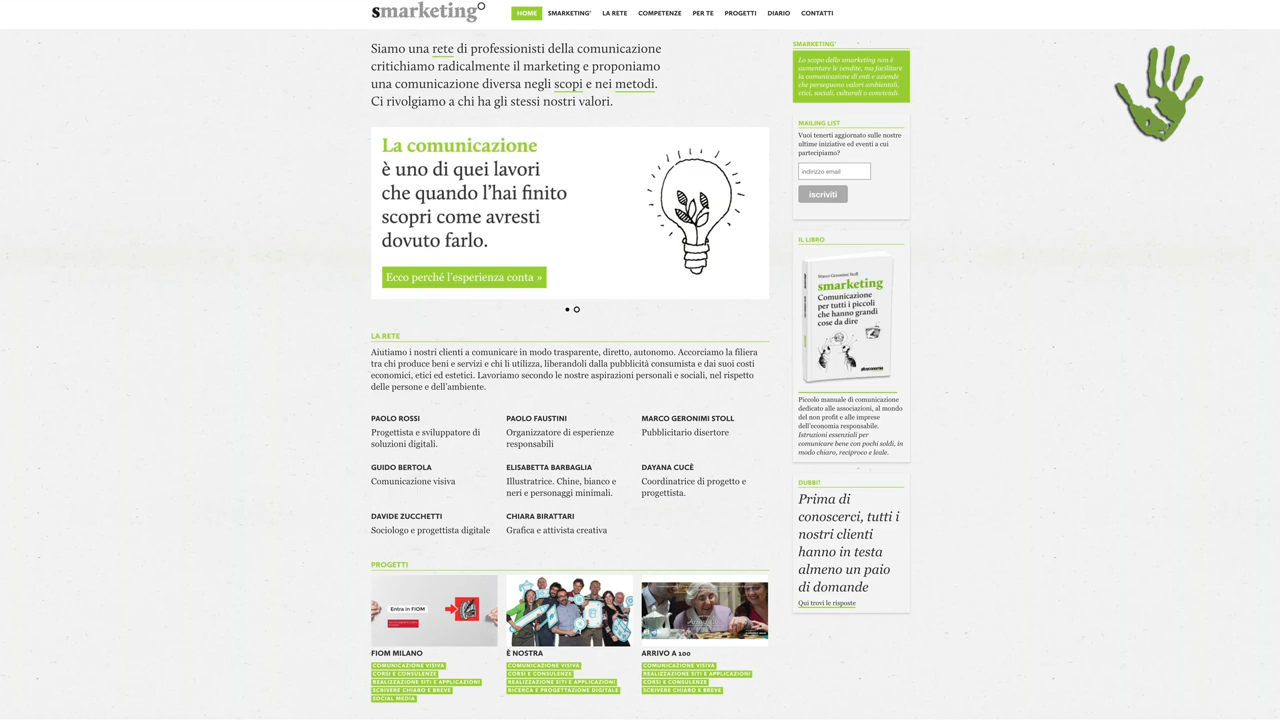 smarketing°
HOME SMARKETING° LA RETE COMPETENZE PER TE PROGETTI DIARIO CONTATTI
Siamo una rete di professionisti della comunicazione
critichiamo radicalmente il marketing e proponiamo
una comunicazione diversa negli scopi e nei metodi.
Ci rivolgiamo a chi ha gli stessi nostri valori.
La comunicazione
è uno di quei lavori
che quando l'hai finito
scopri come avresti
dovuto farlo.
Ecco perché l'esperienza conta »
LA RETE
Aiutiamo i nostri clienti a comunicare in modo trasparente, diretto, autonomo. Accorciamo la filiera
tra chi produce beni e servizi e chi li utilizza, liberandoli dalla pubblicità consumista e dai suoi costi
economici, etici ed estetici. Lavoriamo secondo le nostre aspirazioni personali e sociali, nel rispetto
delle persone e dell'ambiente.
PAOLO ROSSI
Progettista e sviluppatore di
soluzioni digitali.
PAOLO FAUSTINI
Organizzatore di esperienze
responsabili
MARCO GERONIMI STOLL
Pubblicitario disertore
GUIDO BERTOLA
Comunicazione visiva
ELISABETTA BARBAGLIA
Illustratrice. Chine, bianco e
neri e personaggi minimali.
DAYANA CUCÈ
Coordinatrice di progetto e
progettista.
DAVIDE ZUCCHETTI
Sociologo e progettista digitale
CHIARA BIRATTARI
Grafica e attivista creativa
PROGETTI
Entra in FIOM
FIOM MILANO
COMUNICAZIONE VISIVA
CORSI E CONSULENZE
REALIZZAZIONE SITI E APPLICAZIONI
SCRIVERE CHIARO E BREVE
SOCIAL MEDIA
È NOSTRA
COMUNICAZIONE VISIVA
CORSI E CONSULENZE
REALIZZAZIONE SITI E APPLICAZIONI
RICERCA E PROGETTAZIONE DIGITALE
ARRIVO A 100
COMUNICAZIONE VISIVA
REALIZZAZIONE SITI E APPLICAZIONI
CORSI E CONSULENZE
SCRIVERE CHIARO E BREVE
SMARKETING°
Lo scopo dello smarketing non è
aumentare le vendite, ma facilitare
la comunicazione di enti e aziende
che perseguono valori ambientali,
etici, sociali, culturali o conviviali.
MAILING LIST
Vuoi tenerti aggiornato sulle nostre
ultime iniziative ed eventi a cui
partecipiamo?
indirizzo email
iscriviti
IL LIBRO
Marco Geronimi Stoll
smarketing
Comunicazione
per tutti i piccoli
che hanno grandi
cose da dire
altreconomia
Piccolo manuale di comunicazione
dedicato alle associazioni, al mondo
del non profit e alle imprese
dell'economia responsabile.
Istruzioni essenziali per
comunicare bene con pochi soldi, in
modo chiaro, reciproco e leale.
DUBBI?
Prima di
conoscerci, tutti i
nostri clienti
hanno in testa
almeno un paio
di domande
Qui trovi le risposte